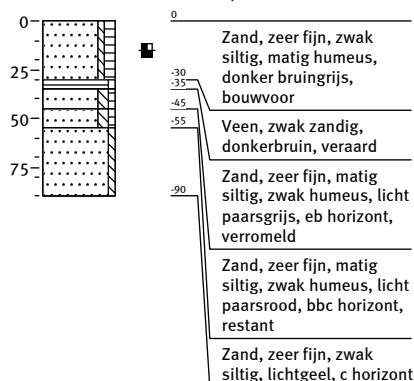 0
25
50
75
0
-30
-35
-45
-55
-90
Zand, zeer fijn, zwak
siltig, matig humeus,
donker bruingrijs,
bouwvoor
Veen, zwak zandig,
donkerbruin, veraard
Zand, zeer fijn, matig
siltig, zwak humeus, licht
paarsgrijs, eb horizont,
verromeld
Zand, zeer fijn, matig
siltig, zwak humeus, licht
paarsrood, bbc horizont,
restant
Zand, zeer fijn, zwak
siltig, lichtgeel, c horizont